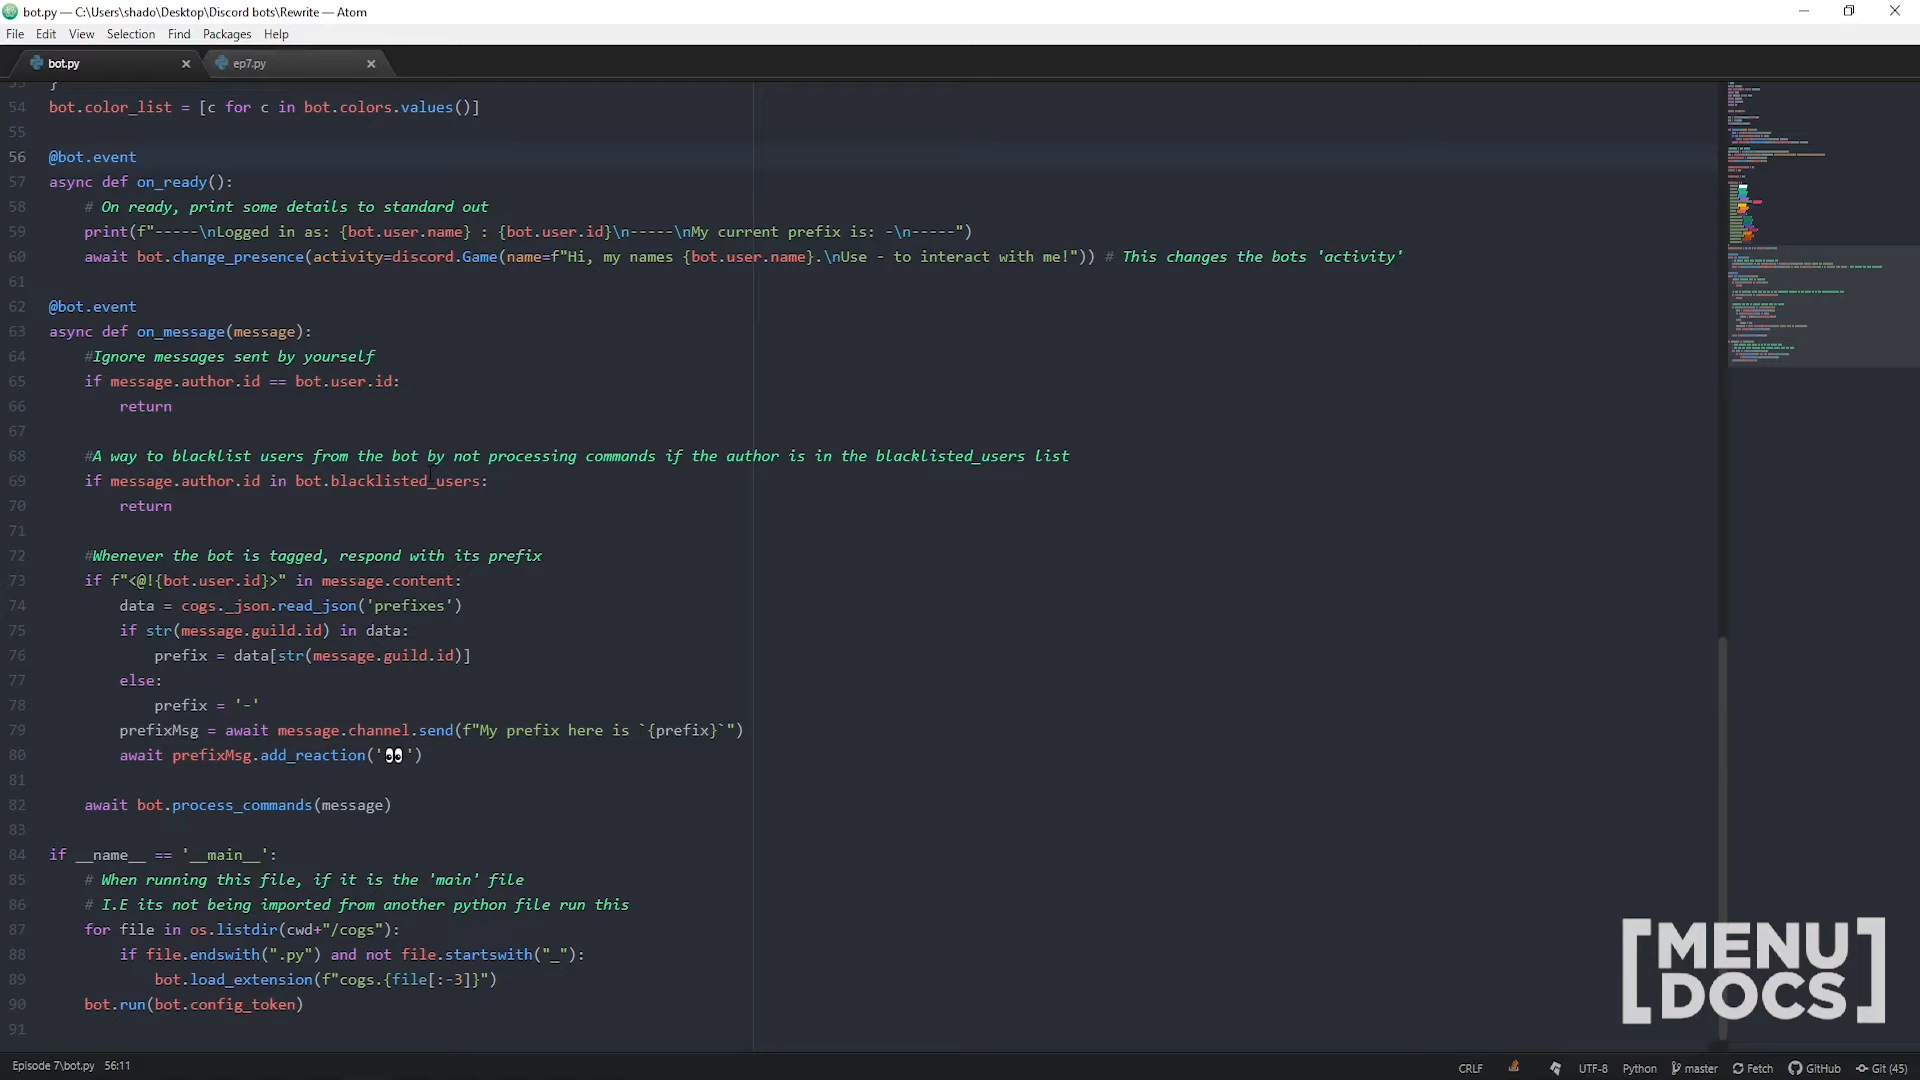 bot.py — C:\Users\shado\Desktop\Discord bots\Rewrite — Atom
File Edit View Selection Find Packages Help
bot.py ep7.py
53 }
54 bot.color_list = [c for c in bot.colors.values()]
55
56 @bot.event
57 async def on_ready():
58     # On ready, print some details to standard out
59     print(f"-----\nLogged in as: {bot.user.name} : {bot.user.id}\n-----\nMy current prefix is: -\n-----")
60     await bot.change_presence(activity=discord.Game(name=f"Hi, my names {bot.user.name}.\nUse - to interact with me!")) # This changes the bots 'activity'
61
62 @bot.event
63 async def on_message(message):
64     #Ignore messages sent by yourself
65     if message.author.id == bot.user.id:
66         return
67
68     #A way to blacklist users from the bot by not processing commands if the author is in the blacklisted_users list
69     if message.author.id in bot.blacklisted_users:
70         return
71
72     #Whenever the bot is tagged, respond with its prefix
73     if f"<@!{bot.user.id}>" in message.content:
74         data = cogs._json.read_json('prefixes')
75         if str(message.guild.id) in data:
76             prefix = data[str(message.guild.id)]
77         else:
78             prefix = '-'
79         prefixMsg = await message.channel.send(f"My prefix here is `{prefix}`")
80         await prefixMsg.add_reaction('👀')
81
82     await bot.process_commands(message)
83
84 if __name__ == '__main__':
85     # When running this file, if it is the 'main' file
86     # I.E its not being imported from another python file run this
87     for file in os.listdir(cwd+"/cogs"):
88         if file.endswith(".py") and not file.startswith("_"):
89             bot.load_extension(f"cogs.{file[:-3]}")
90     bot.run(bot.config_token)
91
[MENU
DOCS]
Episode 7\bot.py 56:11 CRLF UTF-8 Python master Fetch GitHub Git (45)